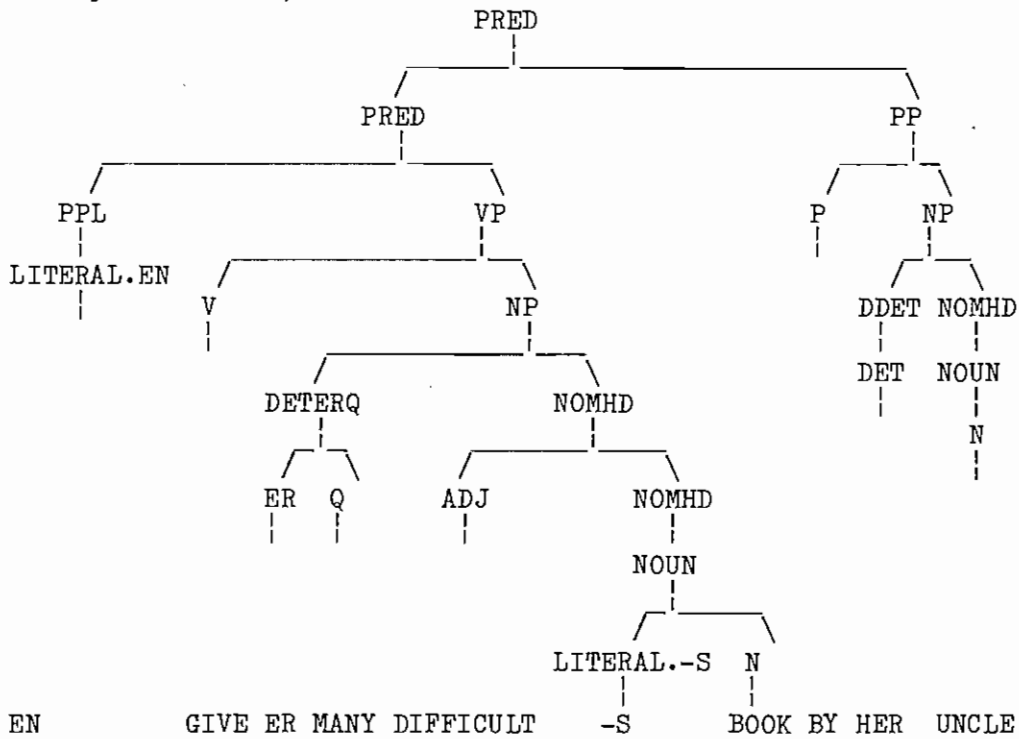 PRED
PRED PP
PPL VP P NP
LITERAL.EN
V NP DDET NOMHD
DET NOUN
DETERQ NOMHD
N
ER Q ADJ NOMHD
NOUN
LITERAL.-S N
EN GIVE ER MANY DIFFICULT -S BOOK BY HER UNCLE